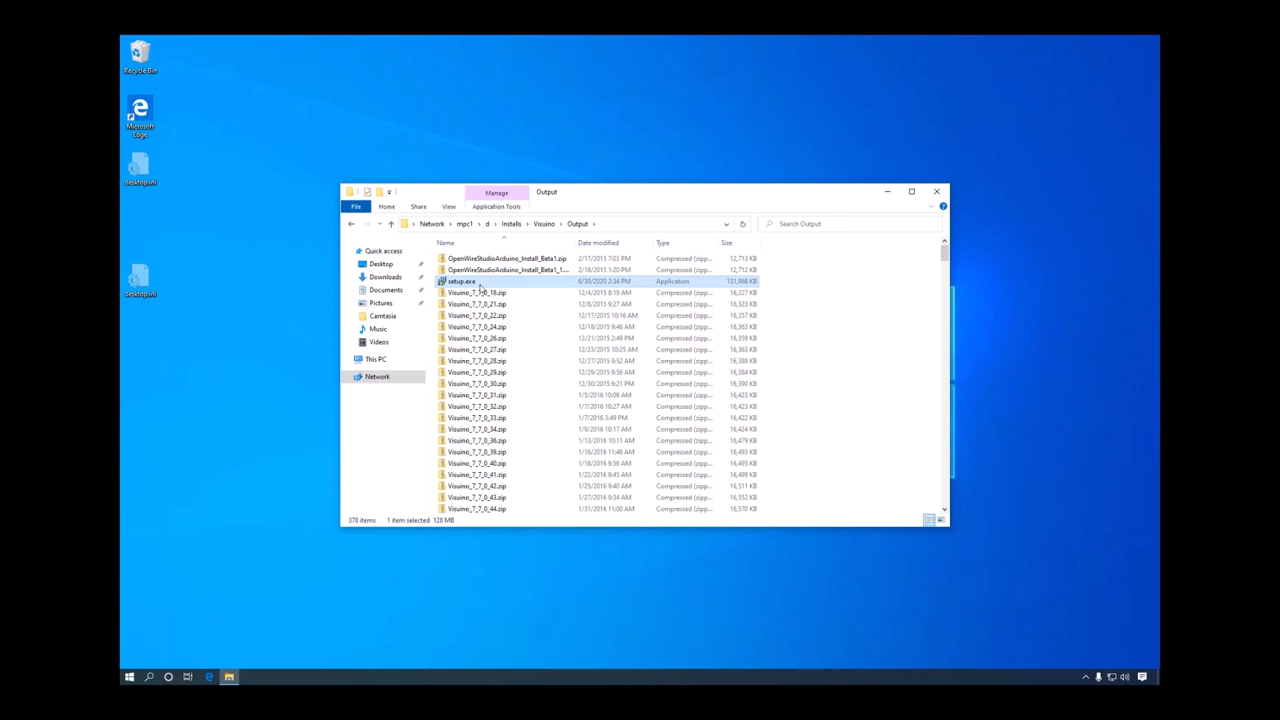 Recycle Bin
Microsoft
Edge
desktop.ini
desktop.ini
Manage
Output
File
Home
Share
View
Application Tools
Network > mpc1 > d > Installs > Visuino > Output >
Search Output
Quick access
Desktop
Downloads
Documents
Pictures
Camtasia
Music
Videos
This PC
Network
Name Date modified Type Size
OpenWireStudioArduino_Install_Beta1.zip 2/17/2015 7:03 PM Compressed (zipp... 12,713 KB
OpenWireStudioArduino_Install_Beta1_1.... 2/18/2015 1:20 PM Compressed (zipp... 12,712 KB
setup.exe 6/30/2020 2:34 PM Application 131,868 KB
Visuino_7_7_0_18.zip 12/4/2015 8:19 AM Compressed (zipp... 16,327 KB
Visuino_7_7_0_21.zip 12/8/2015 9:27 AM Compressed (zipp... 16,323 KB
Visuino_7_7_0_22.zip 12/17/2015 10:16 AM Compressed (zipp... 16,357 KB
Visuino_7_7_0_24.zip 12/18/2015 9:46 AM Compressed (zipp... 16,363 KB
Visuino_7_7_0_26.zip 12/21/2015 2:49 PM Compressed (zipp... 16,359 KB
Visuino_7_7_0_27.zip 12/23/2015 10:25 AM Compressed (zipp... 16,363 KB
Visuino_7_7_0_28.zip 12/27/2015 9:52 AM Compressed (zipp... 16,388 KB
Visuino_7_7_0_29.zip 12/29/2015 9:56 AM Compressed (zipp... 16,384 KB
Visuino_7_7_0_30.zip 12/30/2015 6:21 PM Compressed (zipp... 16,390 KB
Visuino_7_7_0_31.zip 1/5/2016 10:09 AM Compressed (zipp... 16,423 KB
Visuino_7_7_0_32.zip 1/7/2016 10:27 AM Compressed (zipp... 16,423 KB
Visuino_7_7_0_33.zip 1/7/2016 3:49 PM Compressed (zipp... 16,422 KB
Visuino_7_7_0_34.zip 1/9/2016 10:17 AM Compressed (zipp... 16,424 KB
Visuino_7_7_0_36.zip 1/13/2016 10:11 AM Compressed (zipp... 16,479 KB
Visuino_7_7_0_39.zip 1/16/2016 11:46 AM Compressed (zipp... 16,493 KB
Visuino_7_7_0_40.zip 1/18/2016 9:56 AM Compressed (zipp... 16,495 KB
Visuino_7_7_0_41.zip 1/22/2016 9:45 AM Compressed (zipp... 16,499 KB
Visuino_7_7_0_42.zip 1/25/2016 9:40 AM Compressed (zipp... 16,511 KB
Visuino_7_7_0_43.zip 1/27/2016 9:34 AM Compressed (zipp... 16,552 KB
Visuino_7_7_0_44.zip 1/31/2016 11:00 AM Compressed (zipp... 16,570 KB
378 items 1 item selected 128 MB